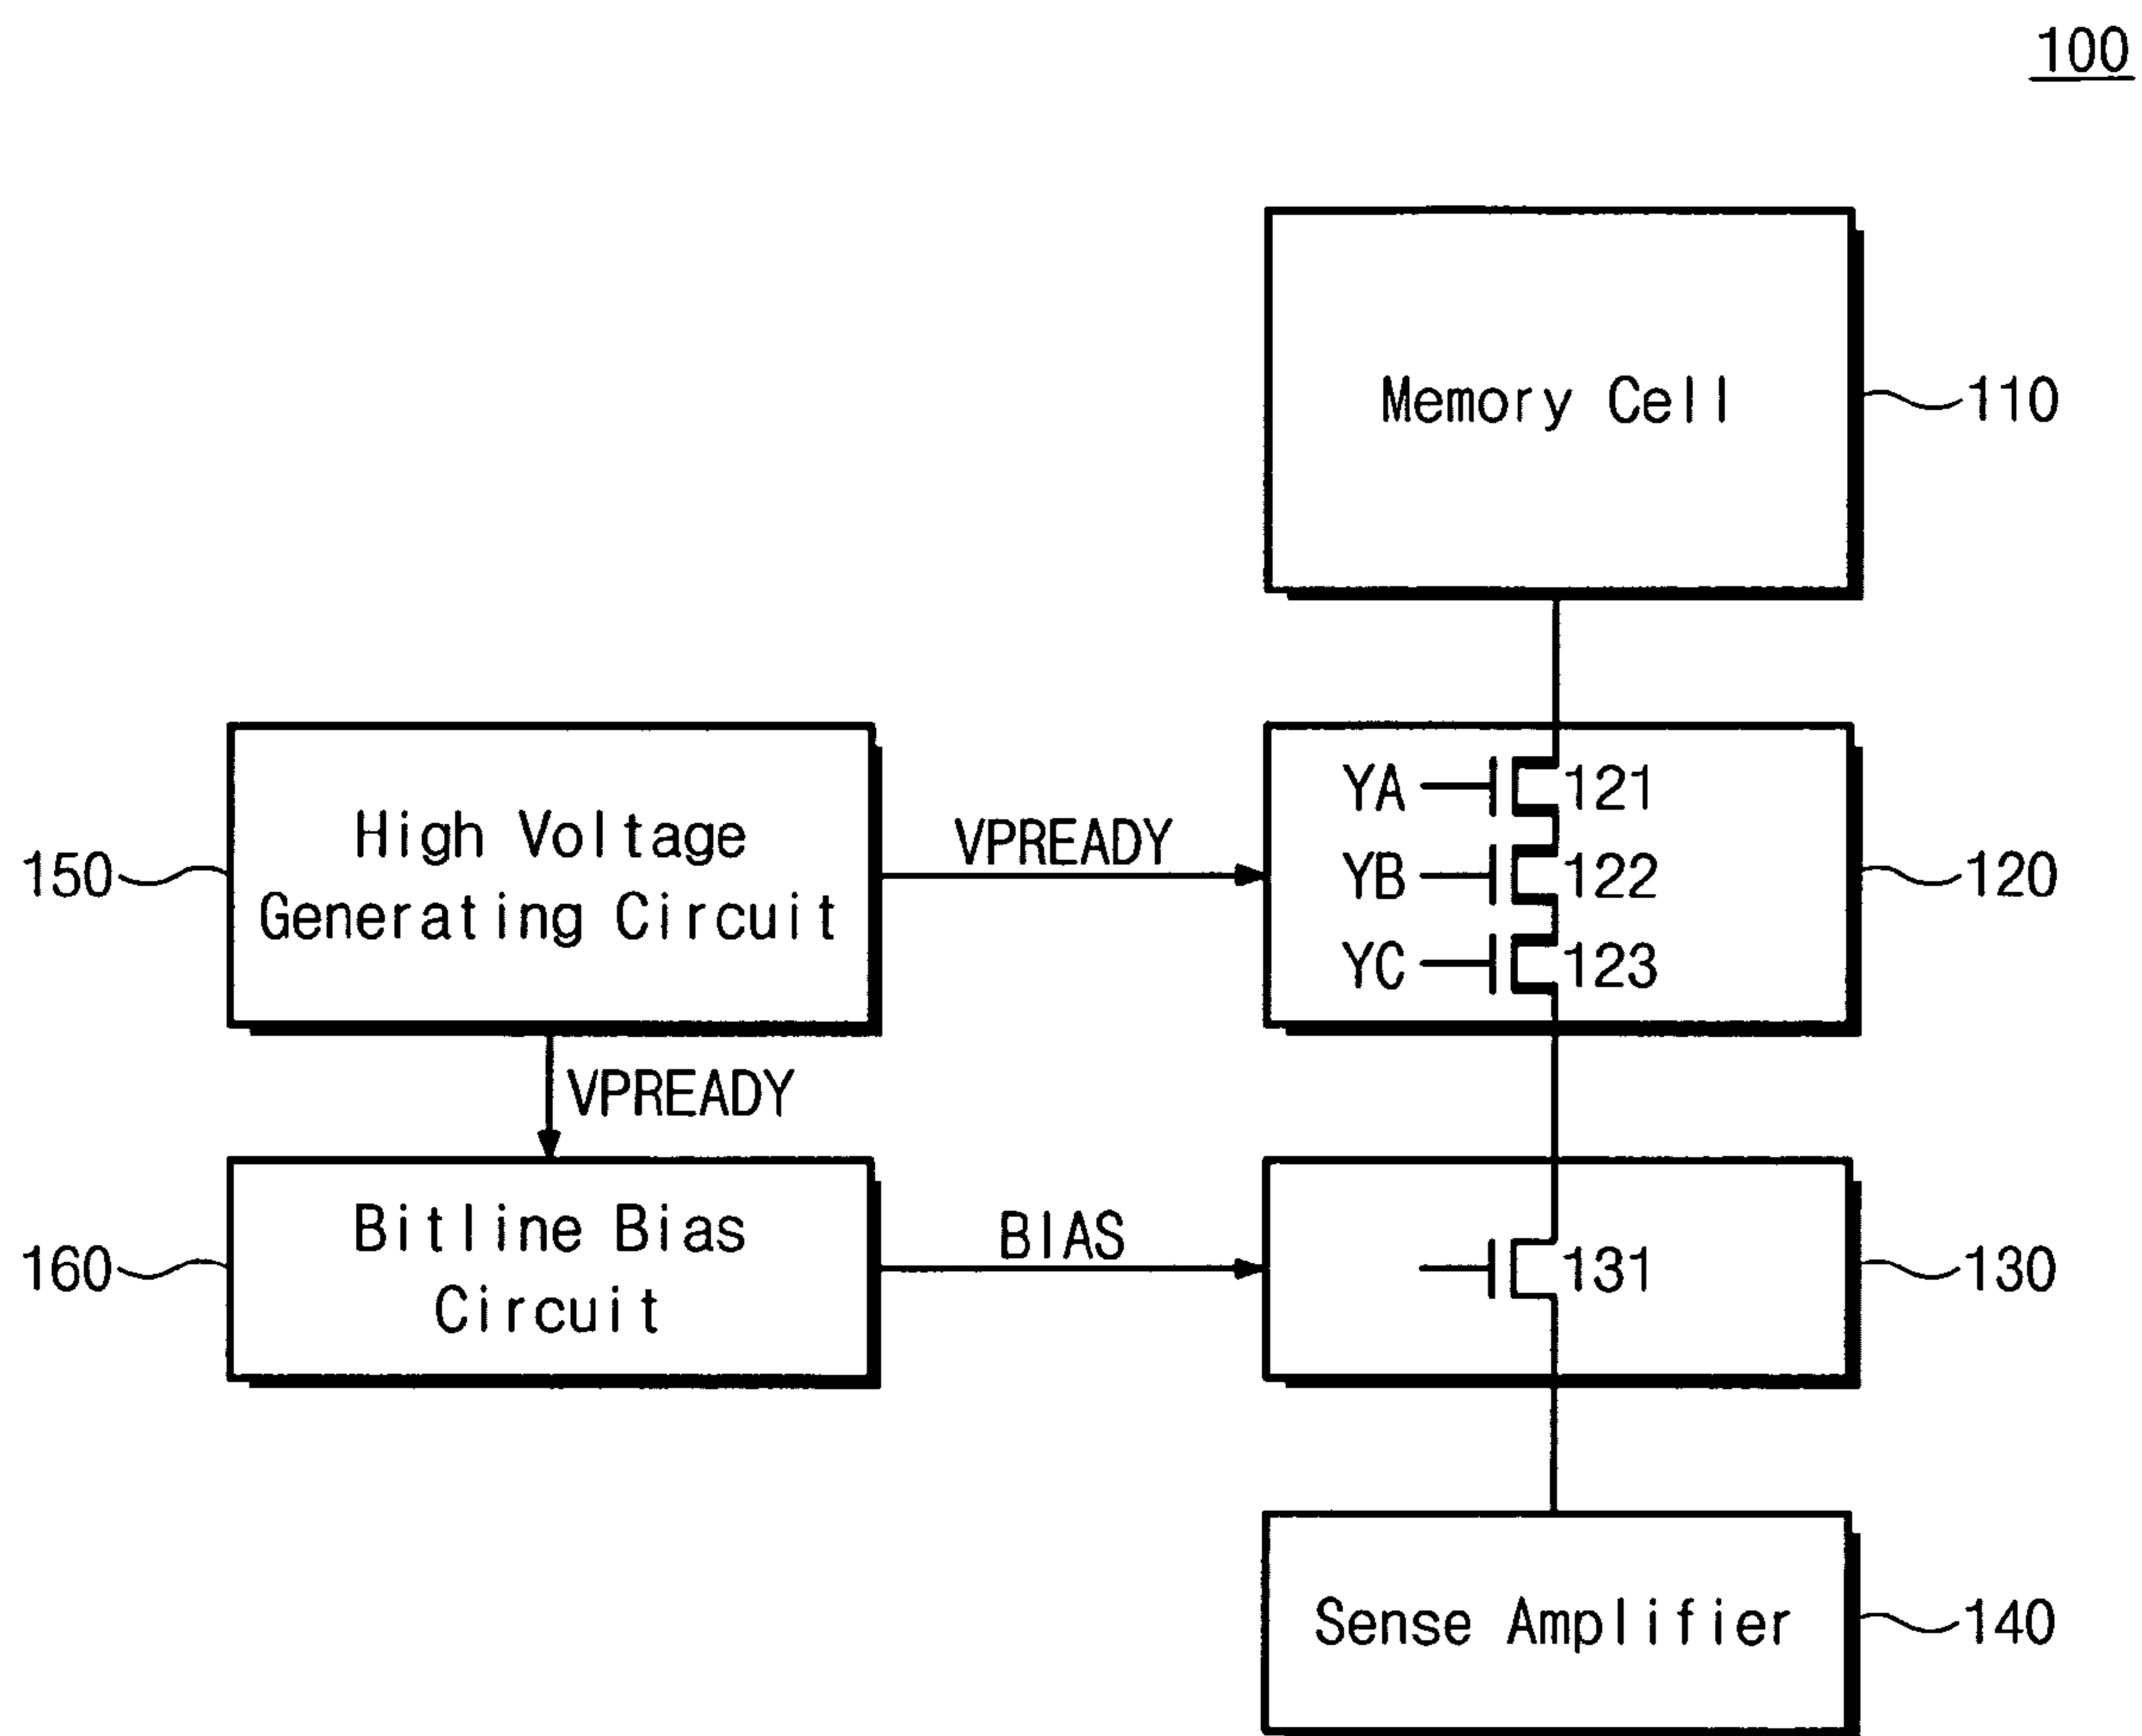 100
Memory Cell
110
High Voltage
Generating Circuit
150
VPREADY
YA
121
YB
122
YC
123
120
VPREADY
Bitline Bias
Circuit
160
BIAS
131
130
Sense Amplifier
140